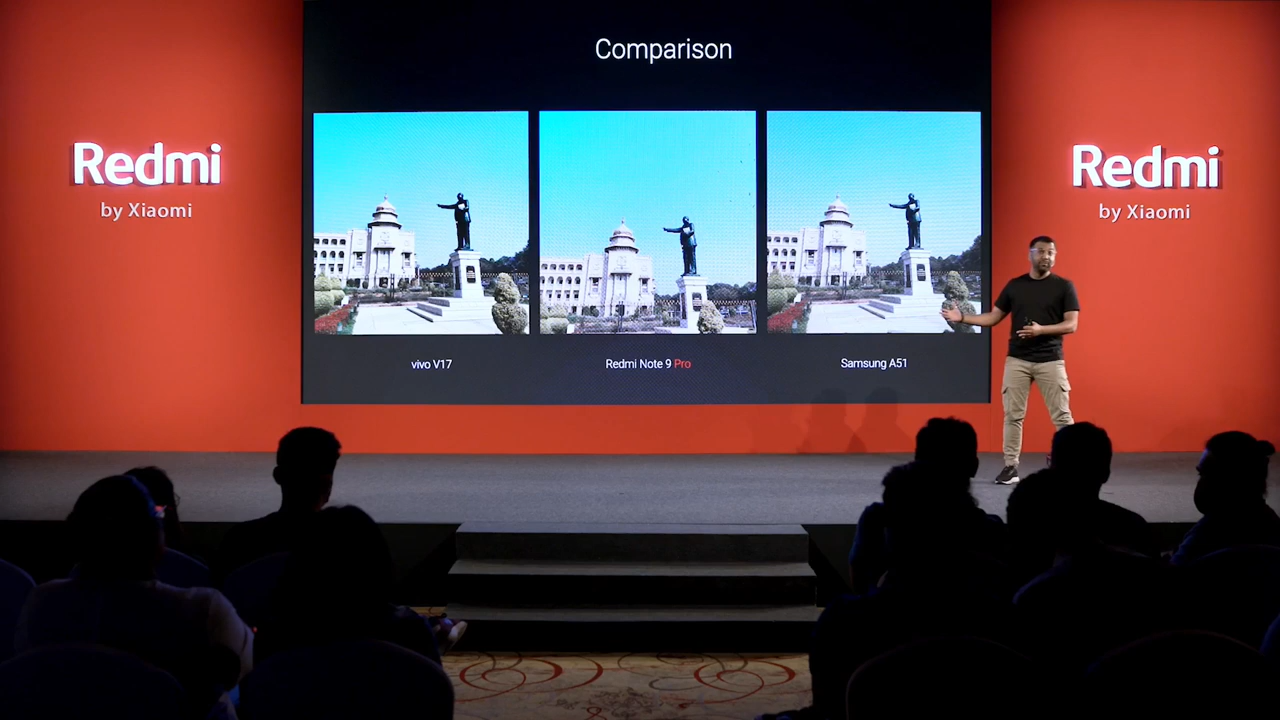 Comparison
Redmi
by Xiaomi
Redmi
by Xiaomi
vivo V17
Redmi Note 9 Pro
Samsung A51